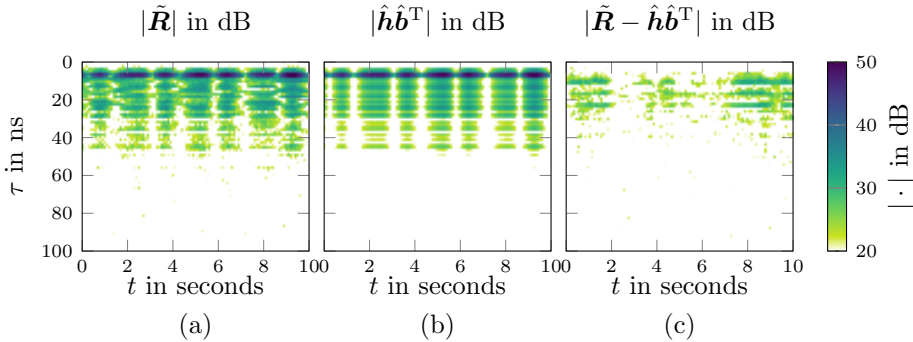 |R̃| in dB
|ĥb̂ᵀ| in dB
|R̃ − ĥb̂ᵀ| in dB
0
20
40
60
80
100
τ in ns
0 2 4 6 8 10
t in seconds
0 2 4 6 8 10
t in seconds
0 2 4 6 8 10
t in seconds
50
40
30
20
| · | in dB
(a)
(b)
(c)